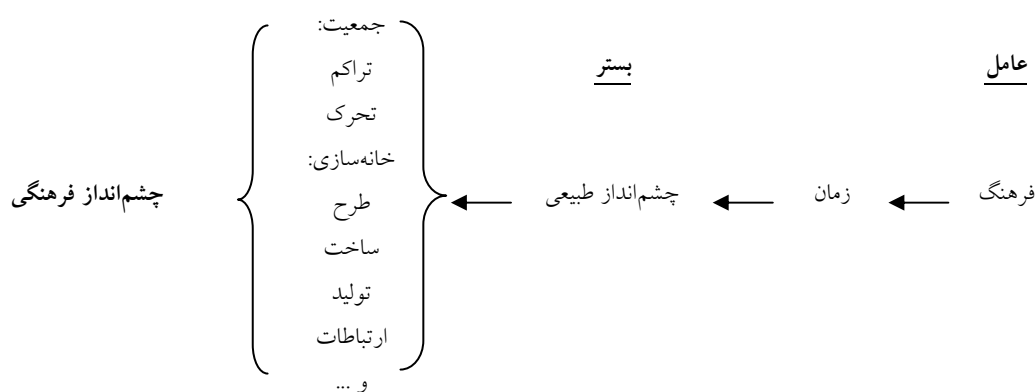 عامل
بستر
فرهنگ
زمان
چشم‌انداز طبیعی
جمعیت:
تراکم
تحرک
خانه‌سازی:
طرح
ساخت
تولید
ارتباطات
و ...
چشم‌انداز فرهنگی